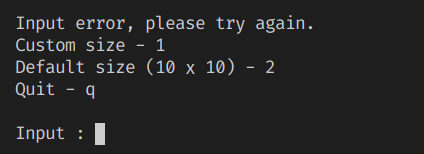 Input error, please try again.
Custom size - 1
Default size (10 x 10) - 2
Quit - q
Input :